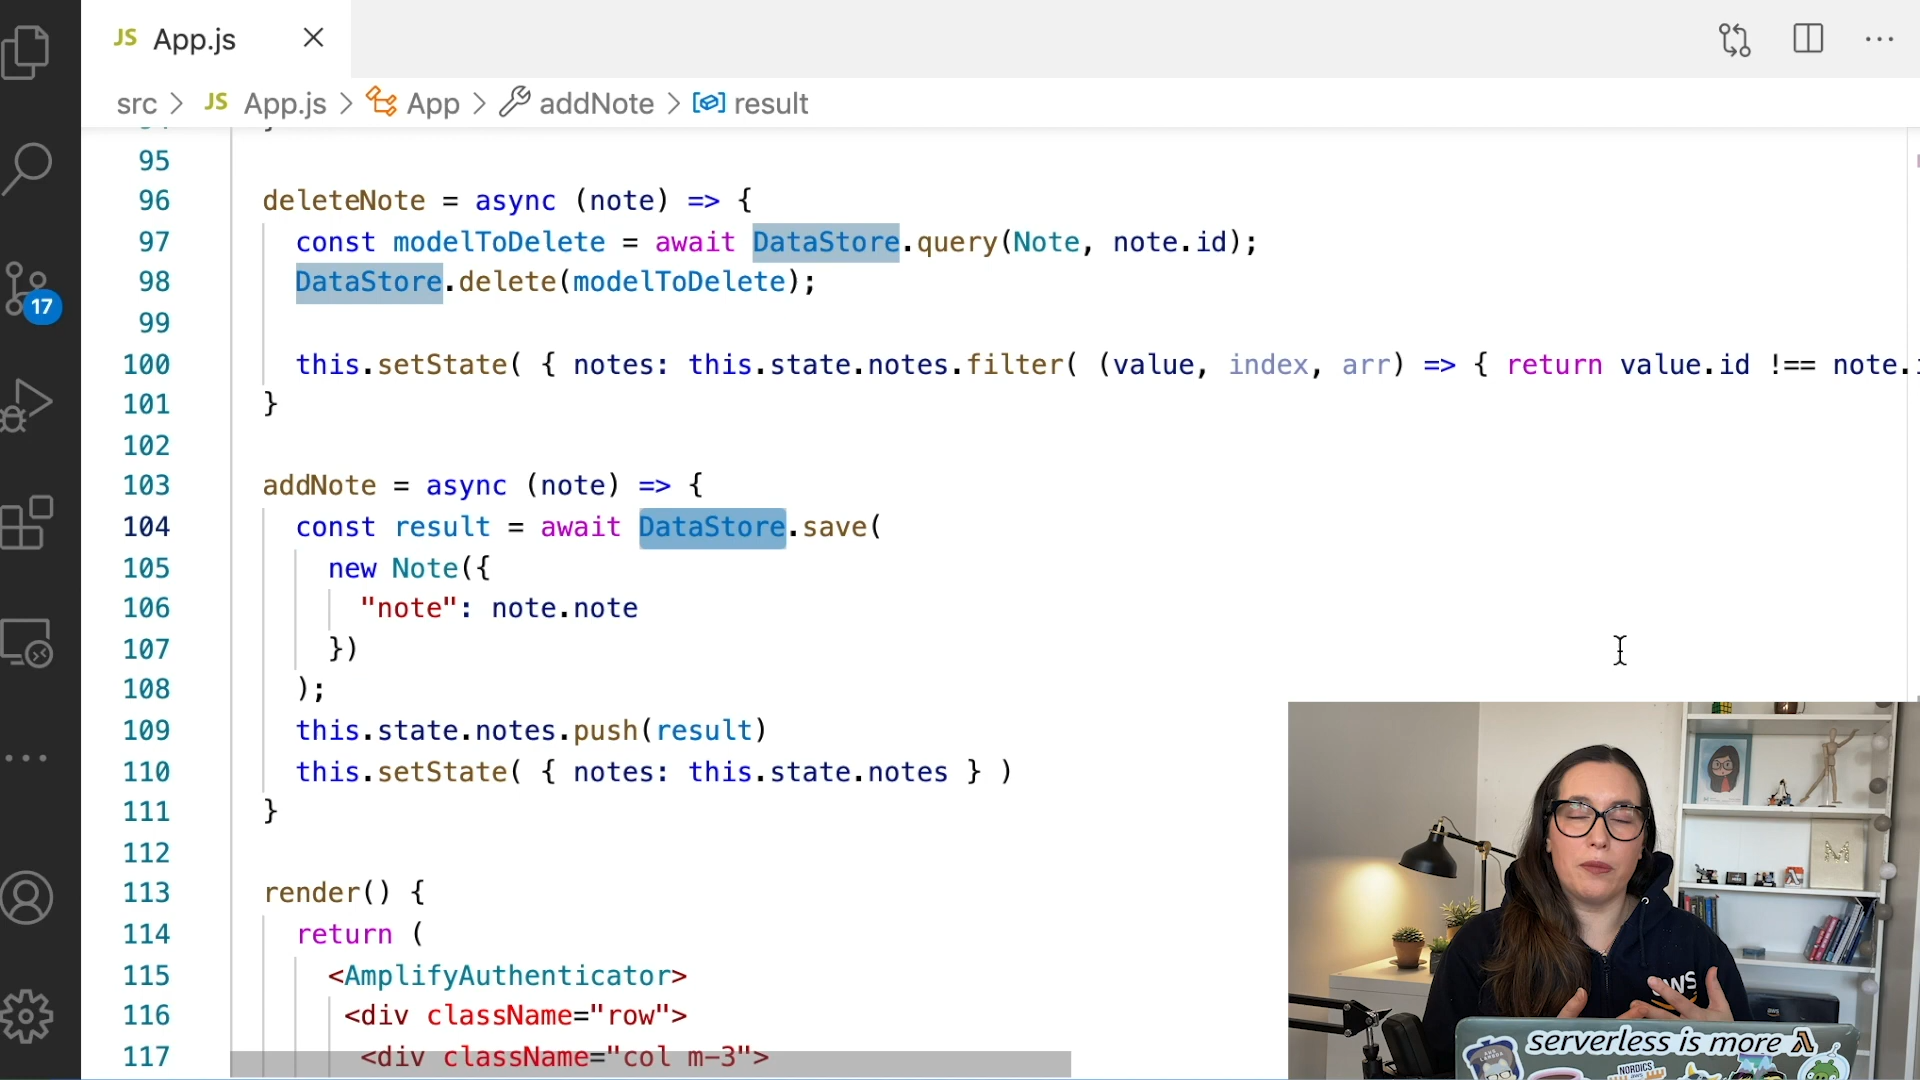 JS App.js
src > JS App.js > App > addNote > result
95
96 deleteNote = async (note) => {
97 const modelToDelete = await DataStore.query(Note, note.id);
98 DataStore.delete(modelToDelete);
99
100 this.setState( { notes: this.state.notes.filter( (value, index, arr) => { return value.id !== note.
101 }
102
103 addNote = async (note) => {
104 const result = await DataStore.save(
105 new Note({
106 "note": note.note
107 })
108 );
109 this.state.notes.push(result)
110 this.setState( { notes: this.state.notes } )
111 }
112
113 render() {
114 return (
115 <AmplifyAuthenticator>
116 <div className="row">
117 <div className="col m-3">
17
serverless is more
NORDICS